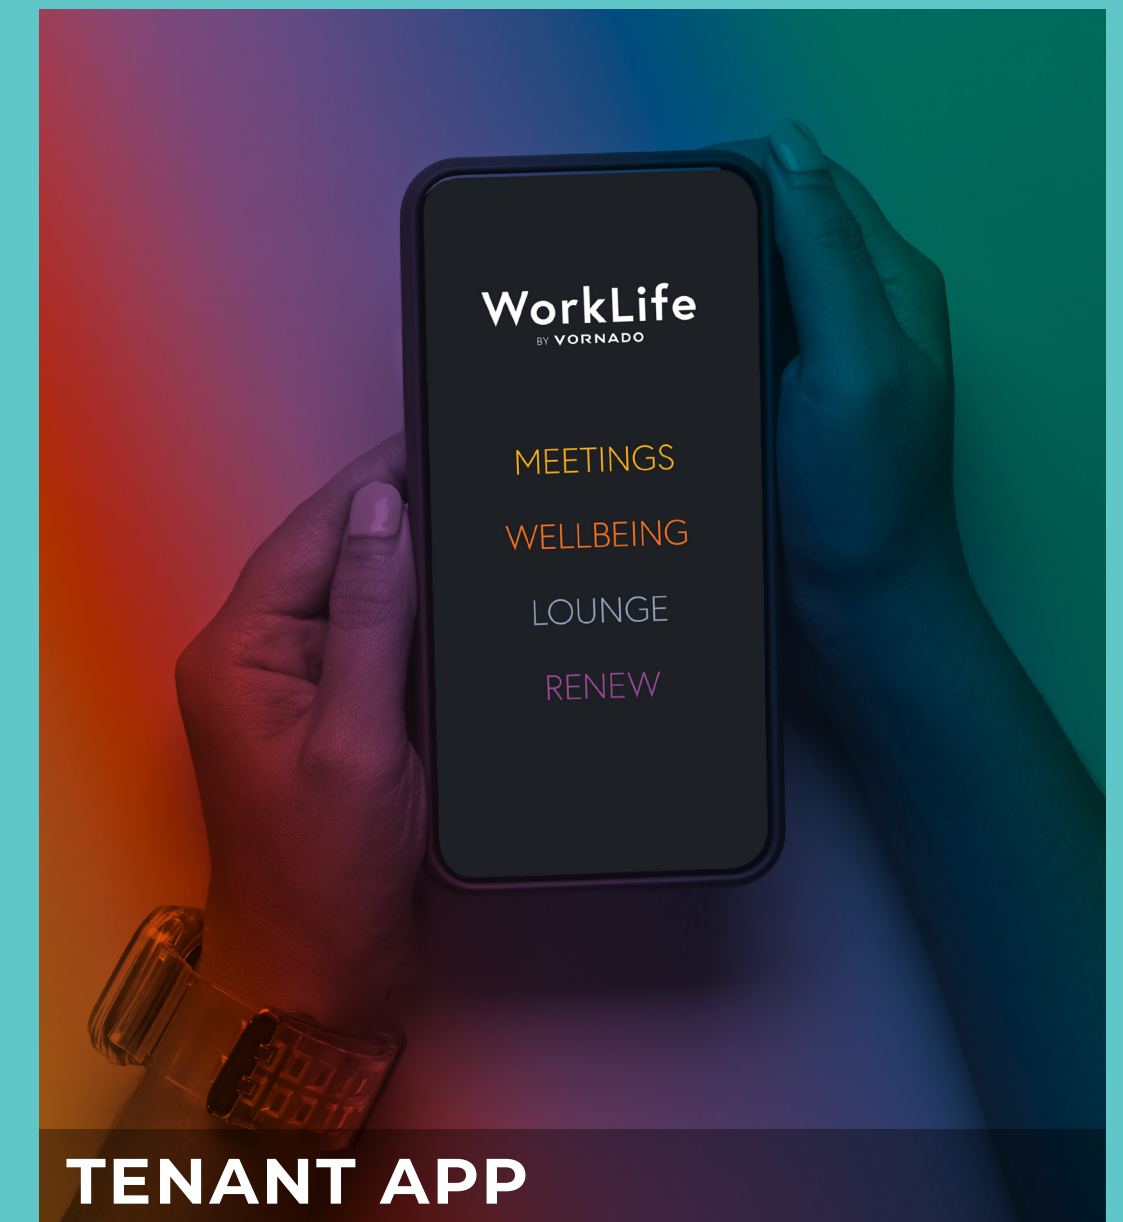 WorkLife
BY VORNADO
MEETINGS
WELLBEING
LOUNGE
RENEW
TENANT APP